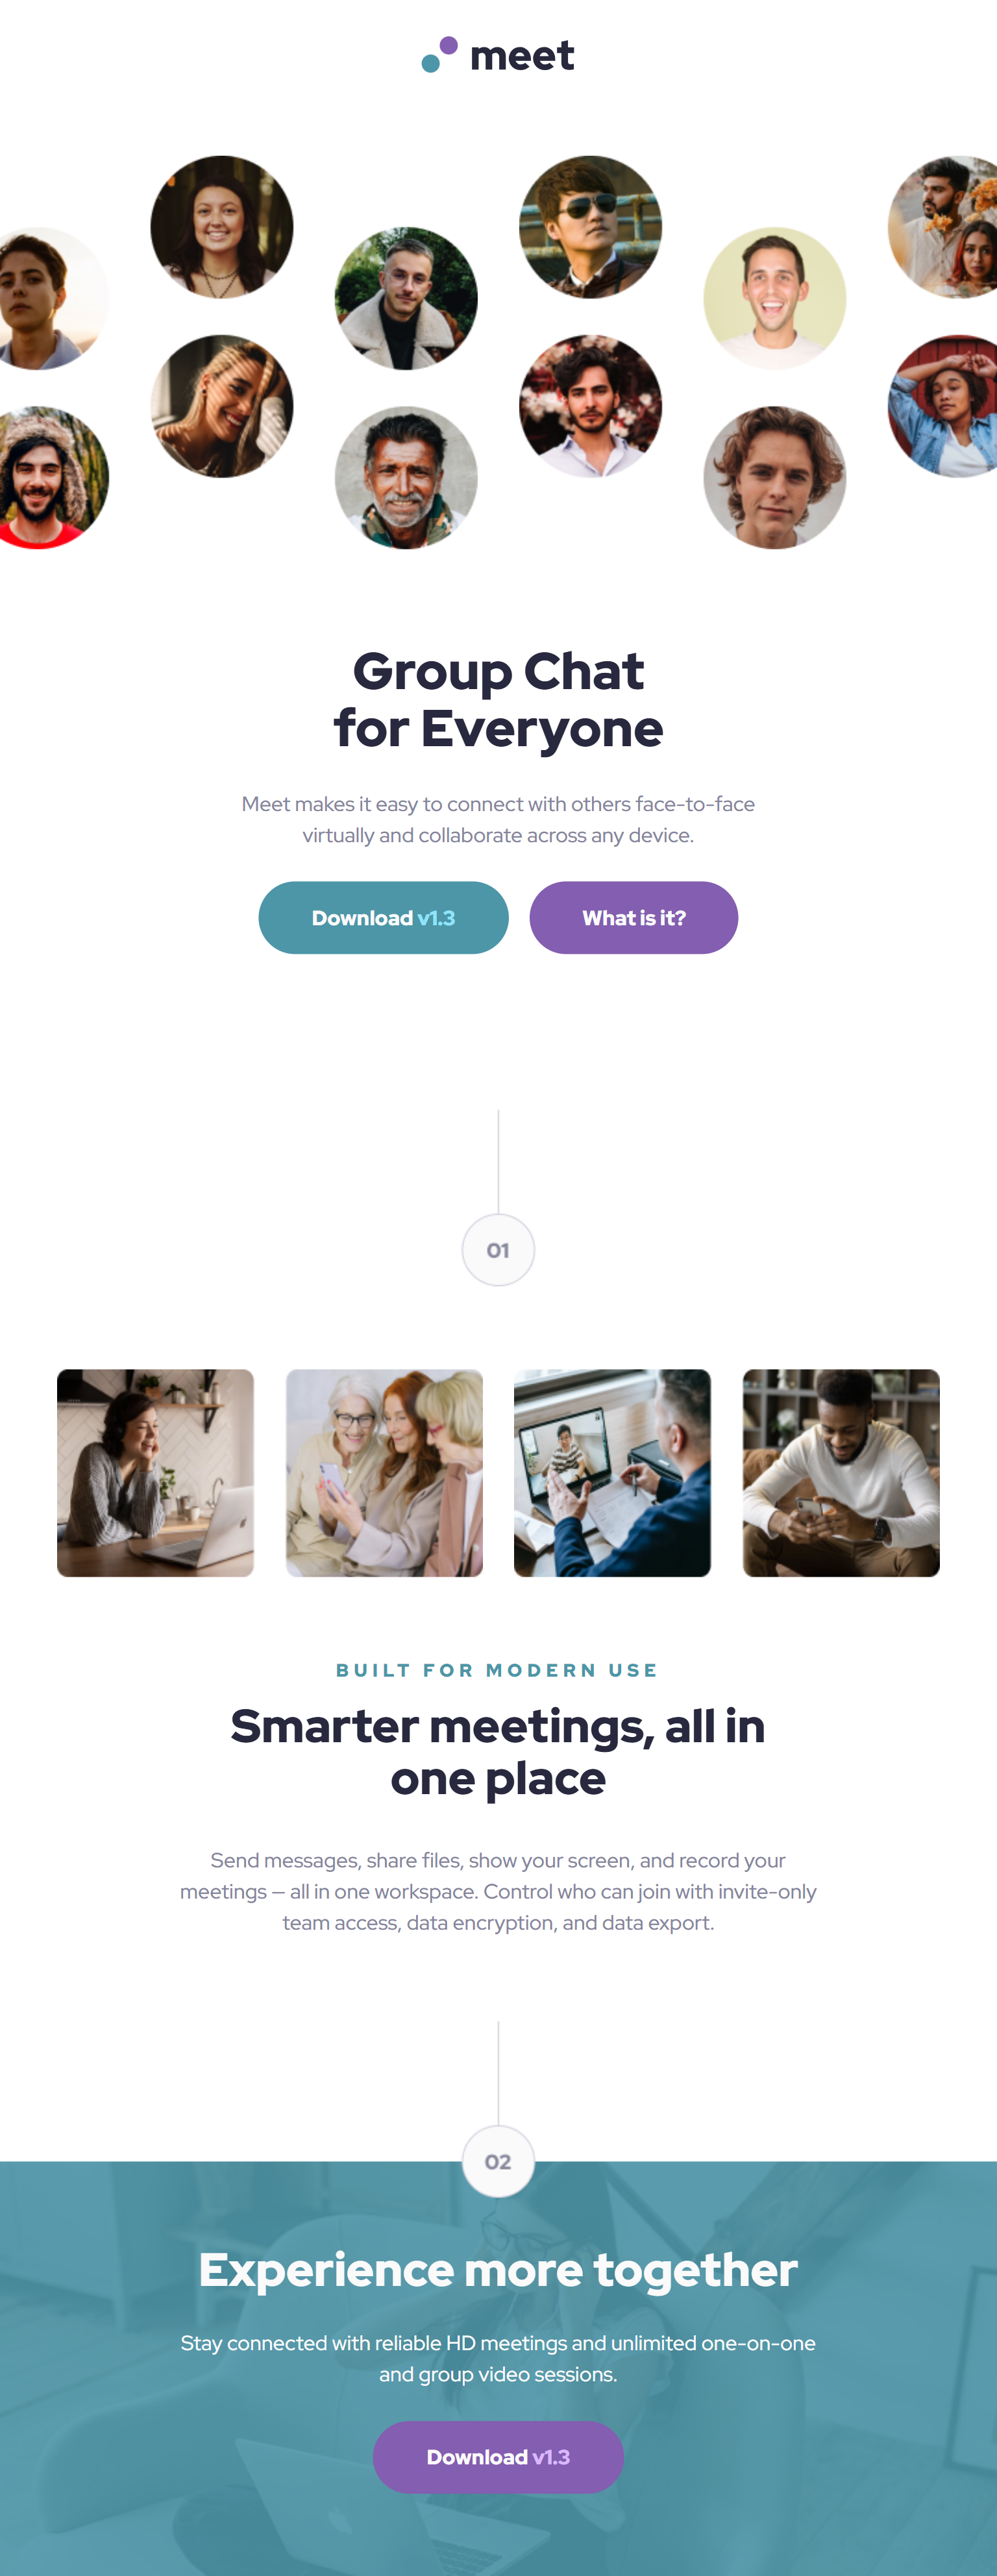 meet
Group Chat
for Everyone
Meet makes it easy to connect with others face-to-face
virtually and collaborate across any device.
Download v1.3
What is it?
01
BUILT FOR MODERN USE
Smarter meetings, all in
one place
Send messages, share files, show your screen, and record your
meetings — all in one workspace. Control who can join with invite-only
team access, data encryption, and data export.
02
Experience more together
Stay connected with reliable HD meetings and unlimited one-on-one
and group video sessions.
Download v1.3